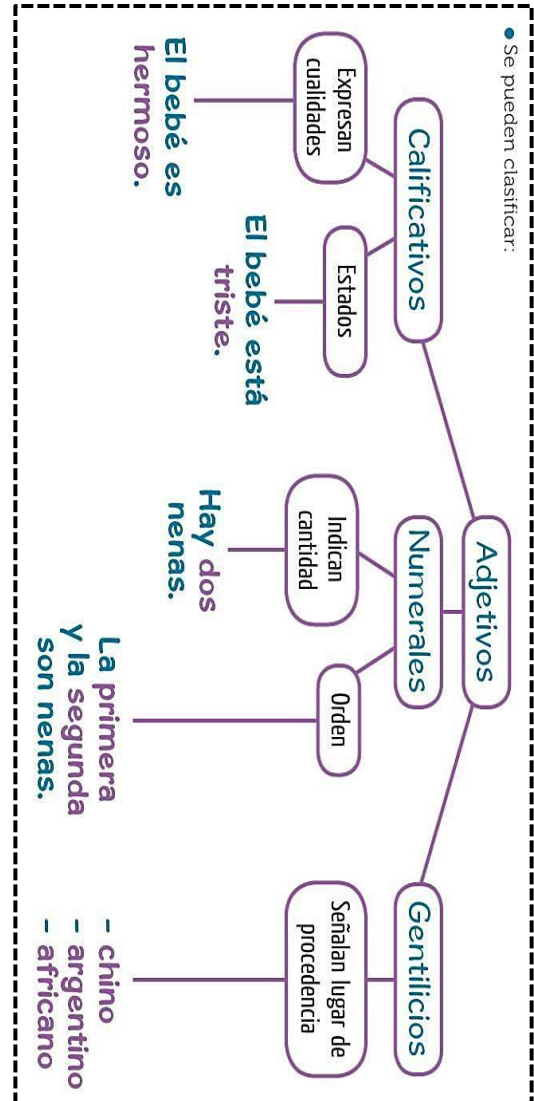 • Se pueden clasificar:
Adjetivos
Calificativos
Numerales
Gentilicios
Expresan
cualidades
Estados
Indican
cantidad
Orden
Señalan lugar de
procedencia
El bebé es
hermoso.
El bebé está
triste.
Hay dos
nenas.
La primera
y la segunda
son nenas.
- chino
- argentino
- africano